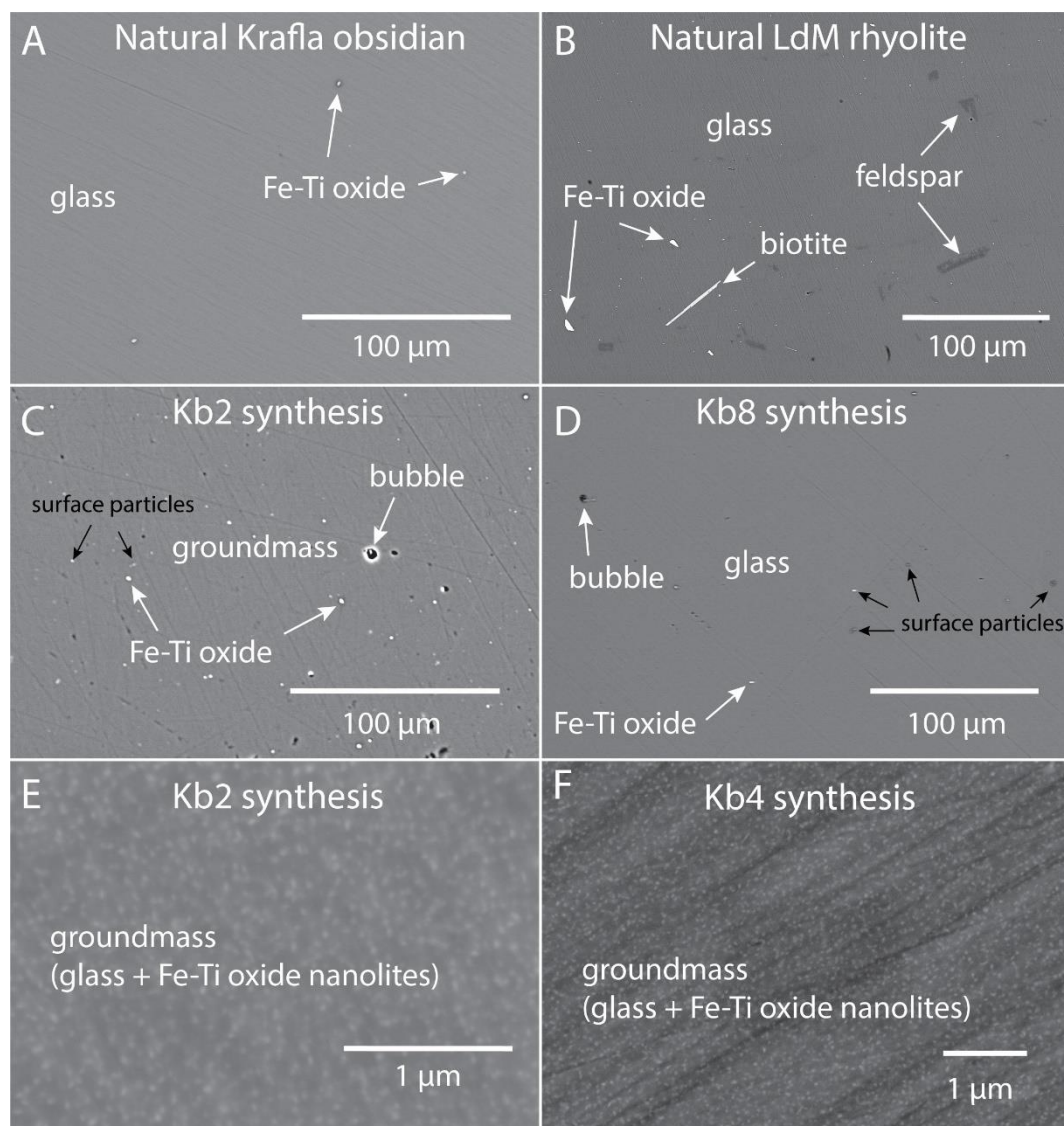 A
Natural Krafla obsidian
glass
Fe-Ti oxide
100 µm
B
Natural LdM rhyolite
glass
feldspar
Fe-Ti oxide
biotite
100 µm
C
Kb2 synthesis
bubble
surface particles
groundmass
Fe-Ti oxide
100 µm
D
Kb8 synthesis
bubble
glass
surface particles
Fe-Ti oxide
100 µm
E
Kb2 synthesis
groundmass
(glass + Fe-Ti oxide nanolites)
1 µm
F
Kb4 synthesis
groundmass
(glass + Fe-Ti oxide nanolites)
1 µm